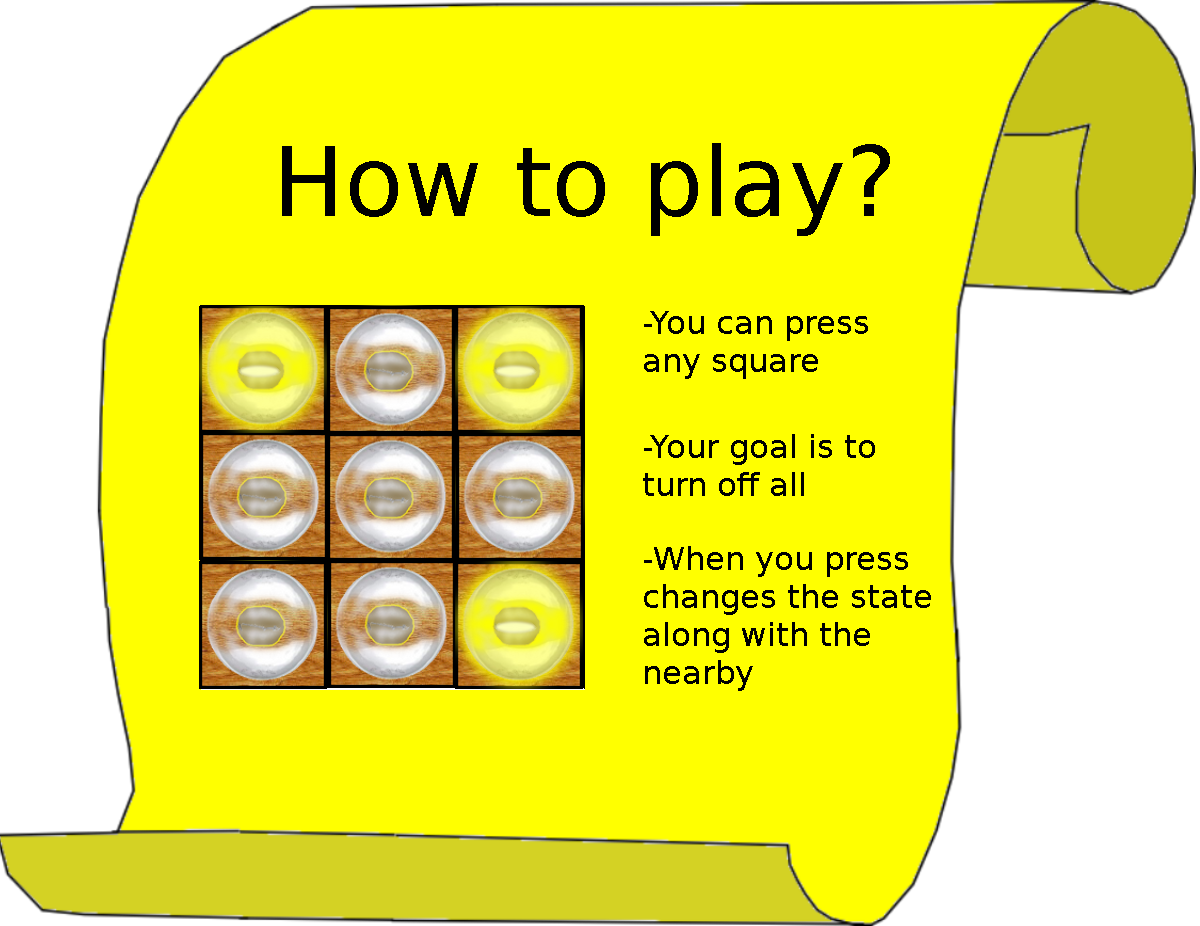 How to play?
-You can press
any square
-Your goal is to
turn off all
-When you press
changes the state
along with the
nearby